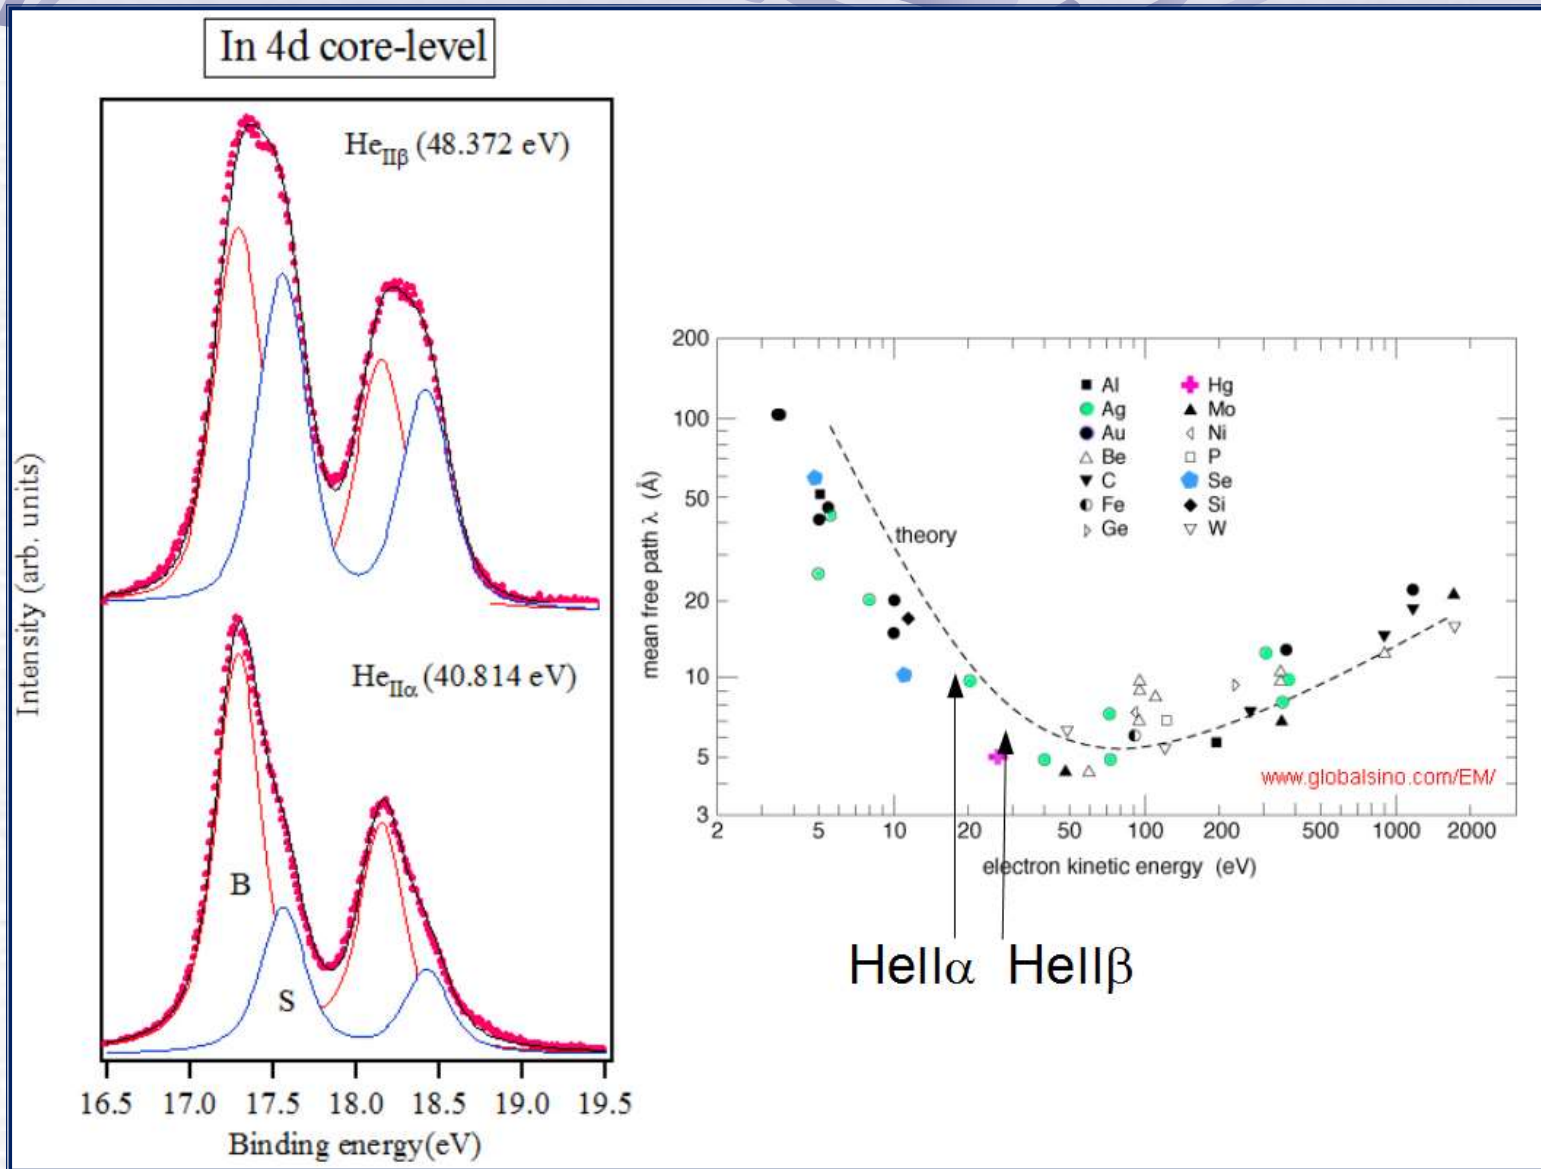 In 4d core-level
He_IIβ (48.372 eV)
He_IIα (40.814 eV)
B
S
Intensity (arb. units)
16.5 17.0 17.5 18.0 18.5 19.0 19.5
Binding energy(eV)
200
100
50
20
10
5
3
mean free path λ (Å)
theory
Al
Ag
Au
Be
C
Fe
Ge
Hg
Mo
Ni
P
Se
Si
W
www.globalsino.com/EM/
2 5 10 20 50 100 200 500 1000 2000
electron kinetic energy (eV)
HeIIα HeIIβ